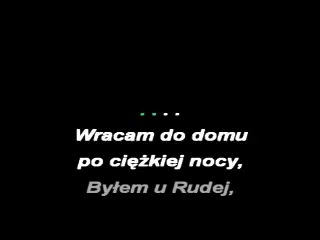 . . . .
Wracam do domu
po ciężkiej nocy,
Byłem u Rudej,